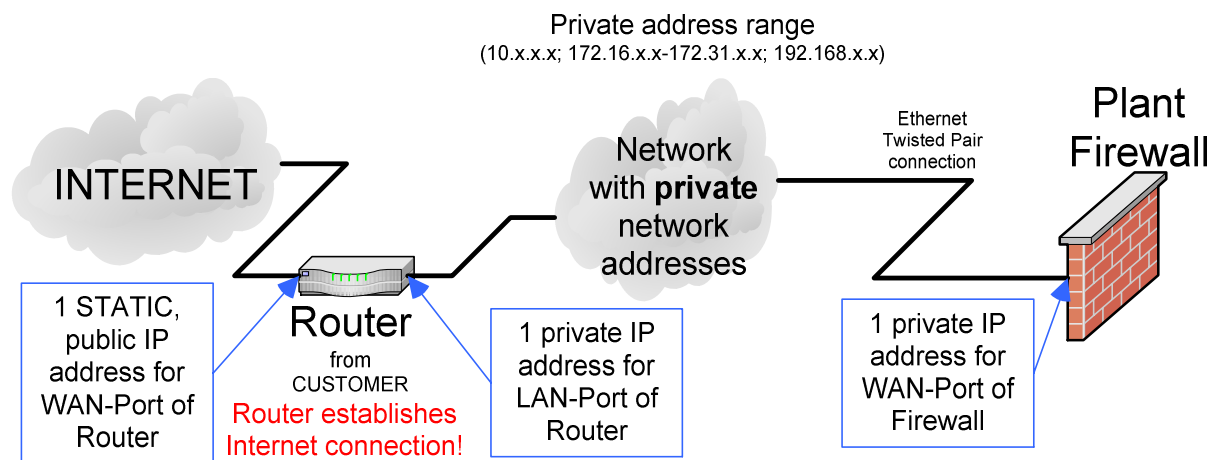 Private address range
(10.x.x.x; 172.16.x.x-172.31.x.x; 192.168.x.x)
INTERNET
Network
with private
network
addresses
Ethernet
Twisted Pair
connection
Plant
Firewall
1 STATIC,
public IP
address for
WAN-Port of
Router
Router
from
CUSTOMER
Router establishes
Internet connection!
1 private IP
address for
LAN-Port of
Router
1 private IP
address for
WAN-Port of
Firewall